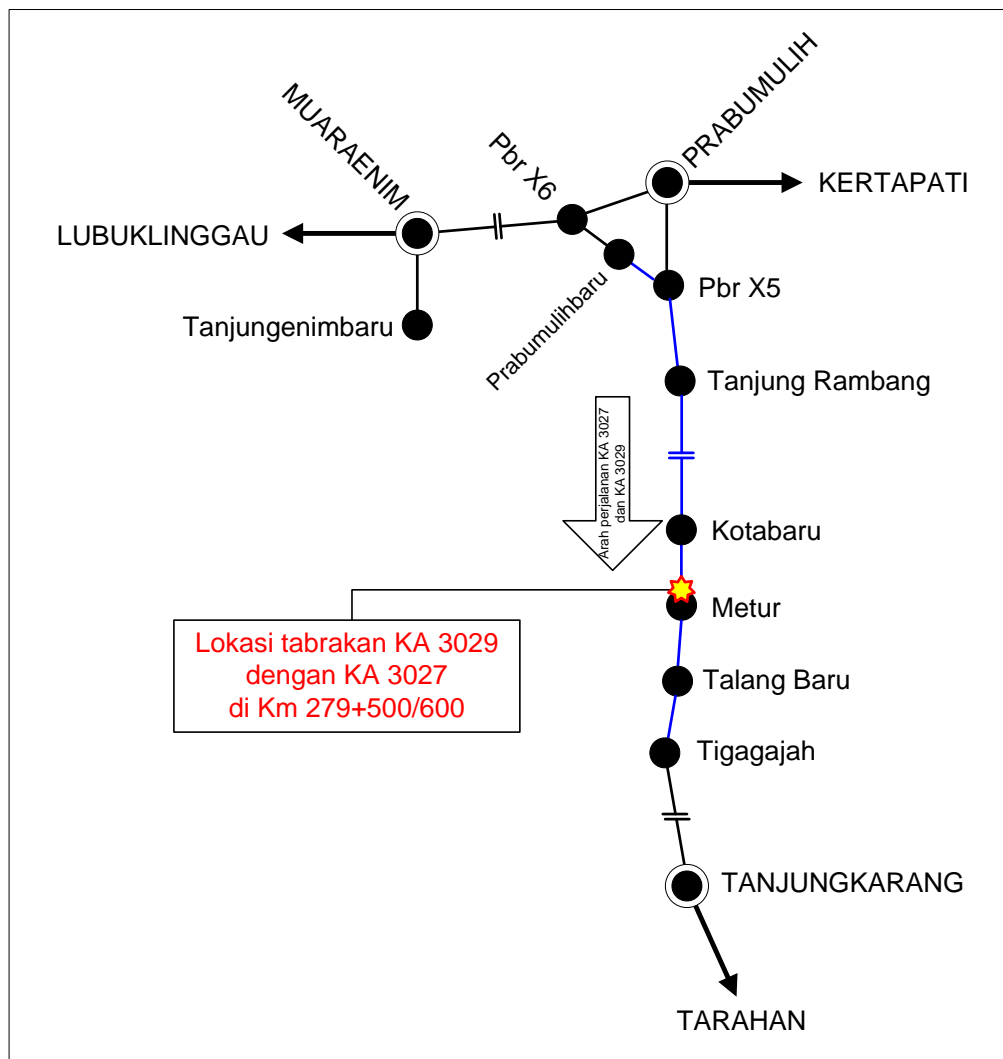 MUARAENIM
Pbr X6
PRABUMULIH
KERTAPATI
LUBUKLINGGAU
Prabumulihbaru
Pbr X5
Tanjungenimbaru
Tanjung Rambang
Arah perjalanan KA 3027
dan KA 3029
Kotabaru
Metur
Lokasi tabrakan KA 3029
dengan KA 3027
di Km 279+500/600
Talang Baru
Tigagajah
TANJUNGKARANG
TARAHAN